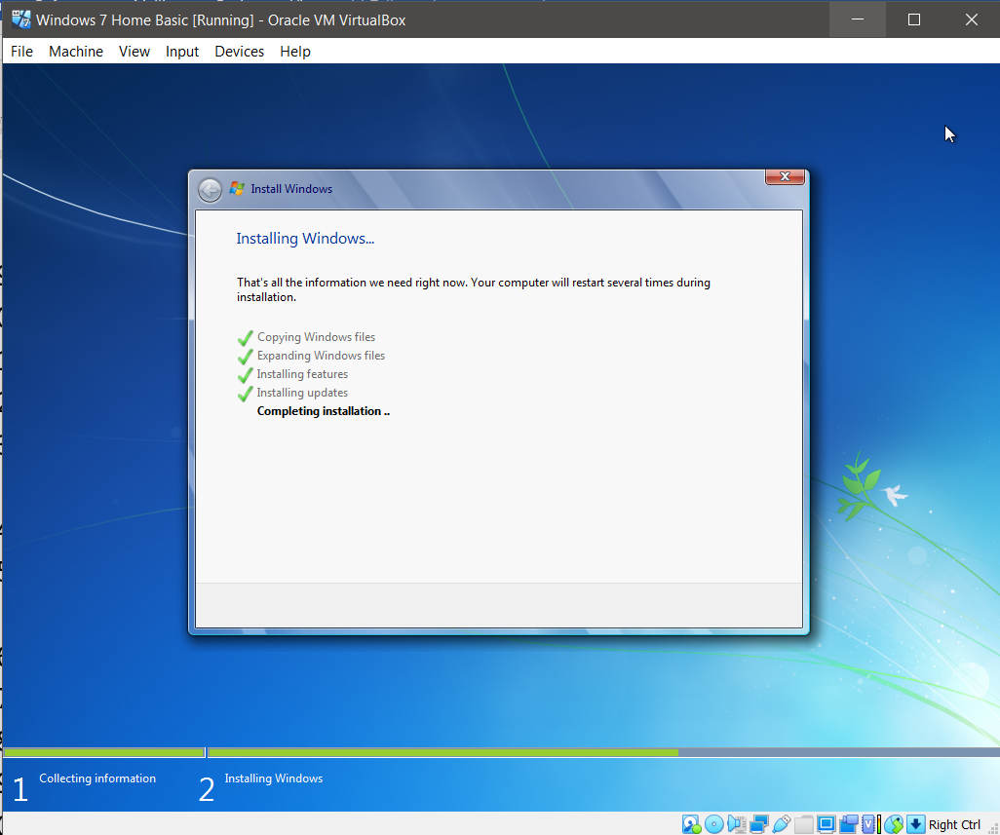 Windows 7 Home Basic [Running] - Oracle VM VirtualBox
File Machine View Input Devices Help
Install Windows
Installing Windows...
That's all the information we need right now. Your computer will restart several times during
installation.
Copying Windows files
Expanding Windows files
Installing features
Installing updates
Completing installation ..
1 Collecting information 2 Installing Windows
Right Ctrl